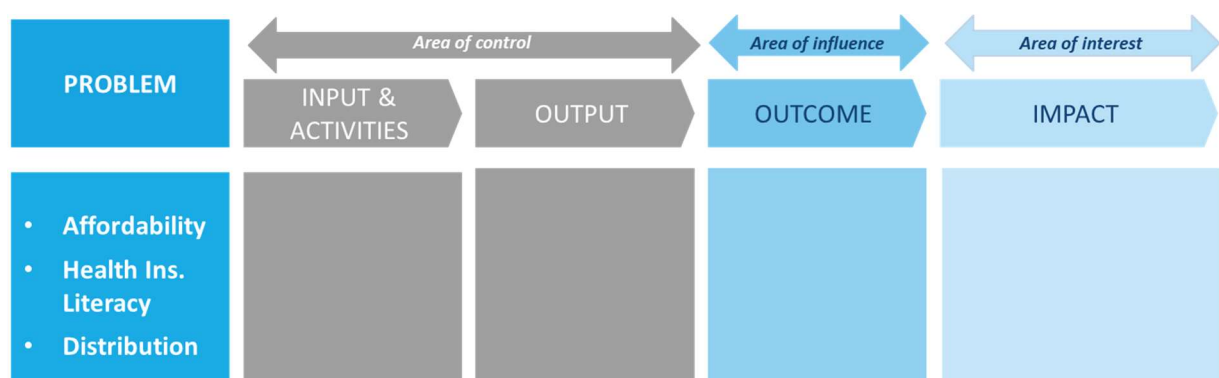 Area of control
Area of influence
Area of interest
PROBLEM
INPUT &
ACTIVITIES
OUTPUT
OUTCOME
IMPACT
• Affordability
• Health Ins.
Literacy
• Distribution